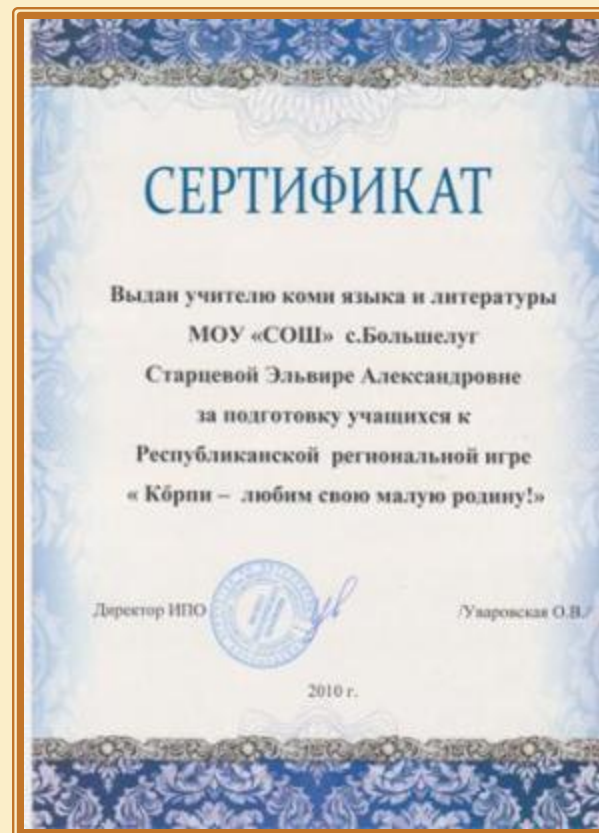 СЕРТИФИКАТ
Выдан учителю коми языка и литературы
МОУ «СОШ» с.Большелуг
Старцевой Эльвире Александровне
за подготовку учащихся к
Республиканской региональной игре
« Кӧрпи – любим свою малую родину!»
Директор ИПО /Уваровская О.В./
2010 г.